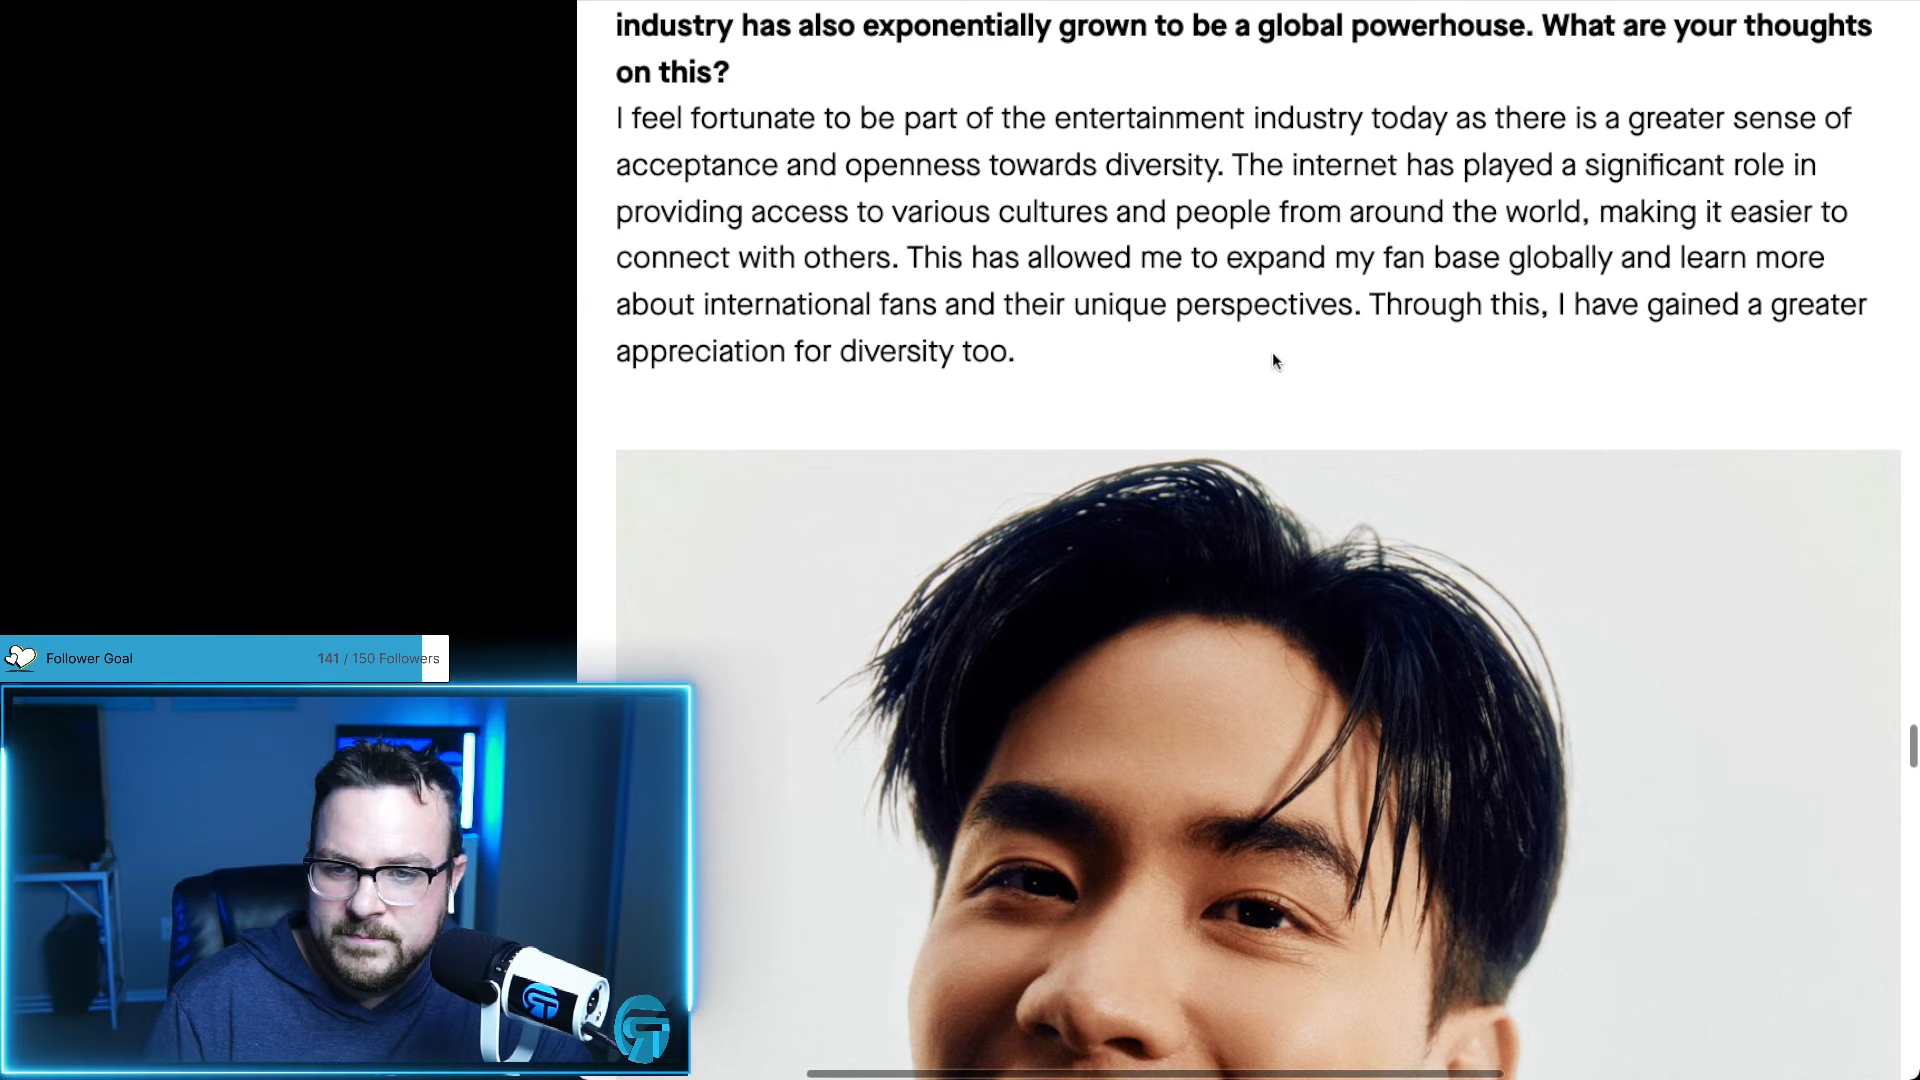 industry has also exponentially grown to be a global powerhouse. What are your thoughts
on this?
I feel fortunate to be part of the entertainment industry today as there is a greater sense of
acceptance and openness towards diversity. The internet has played a significant role in
providing access to various cultures and people from around the world, making it easier to
connect with others. This has allowed me to expand my fan base globally and learn more
about international fans and their unique perspectives. Through this, I have gained a greater
appreciation for diversity too.
Follower Goal 141 / 150 Followers